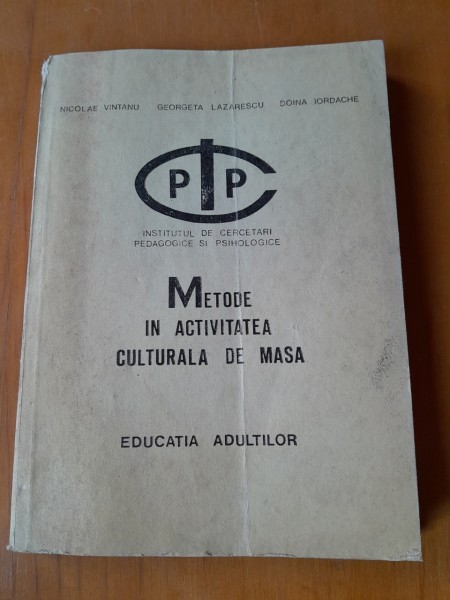 NICOLAE VINTANU GEORGETA LAZARESCU DOINA IORDACHE
PP
INSTITUTUL DE CERCETARI
PEDAGOGICE SI PSIHOLOGICE
METODE
IN ACTIVITATEA
CULTURALA DE MASA
EDUCATIA ADULTILOR